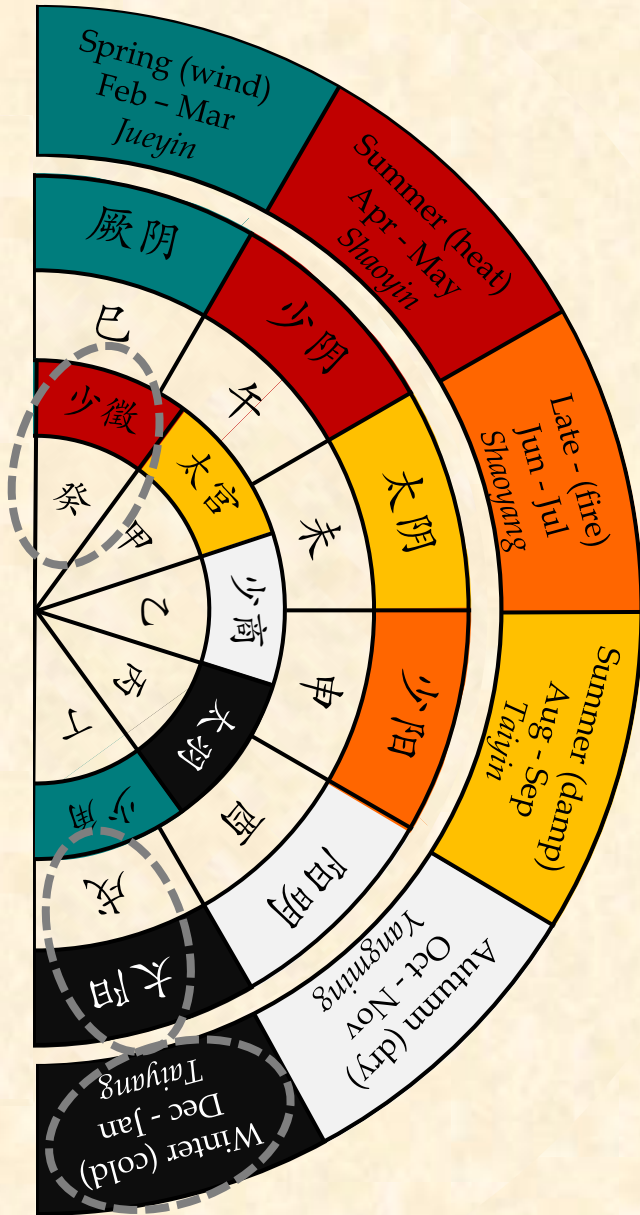 Spring (wind)
Feb – Mar
Jueyin
Summer (heat)
Apr - May
Shaoyin
Late - (fire)
Jun - Jul
Shaoyang
Summer (damp)
Aug - Sep
Taiyin
Autumn (dry)
Oct - Nov
Yangming
Winter (cold)
Dec - Jan
Taiyang
厥阴
少阴
太阴
少阳
阳明
太阳
巳
午
未
申
酉
戌
少徵
太宫
少商
太羽
少角
癸
甲
乙
丙
丁